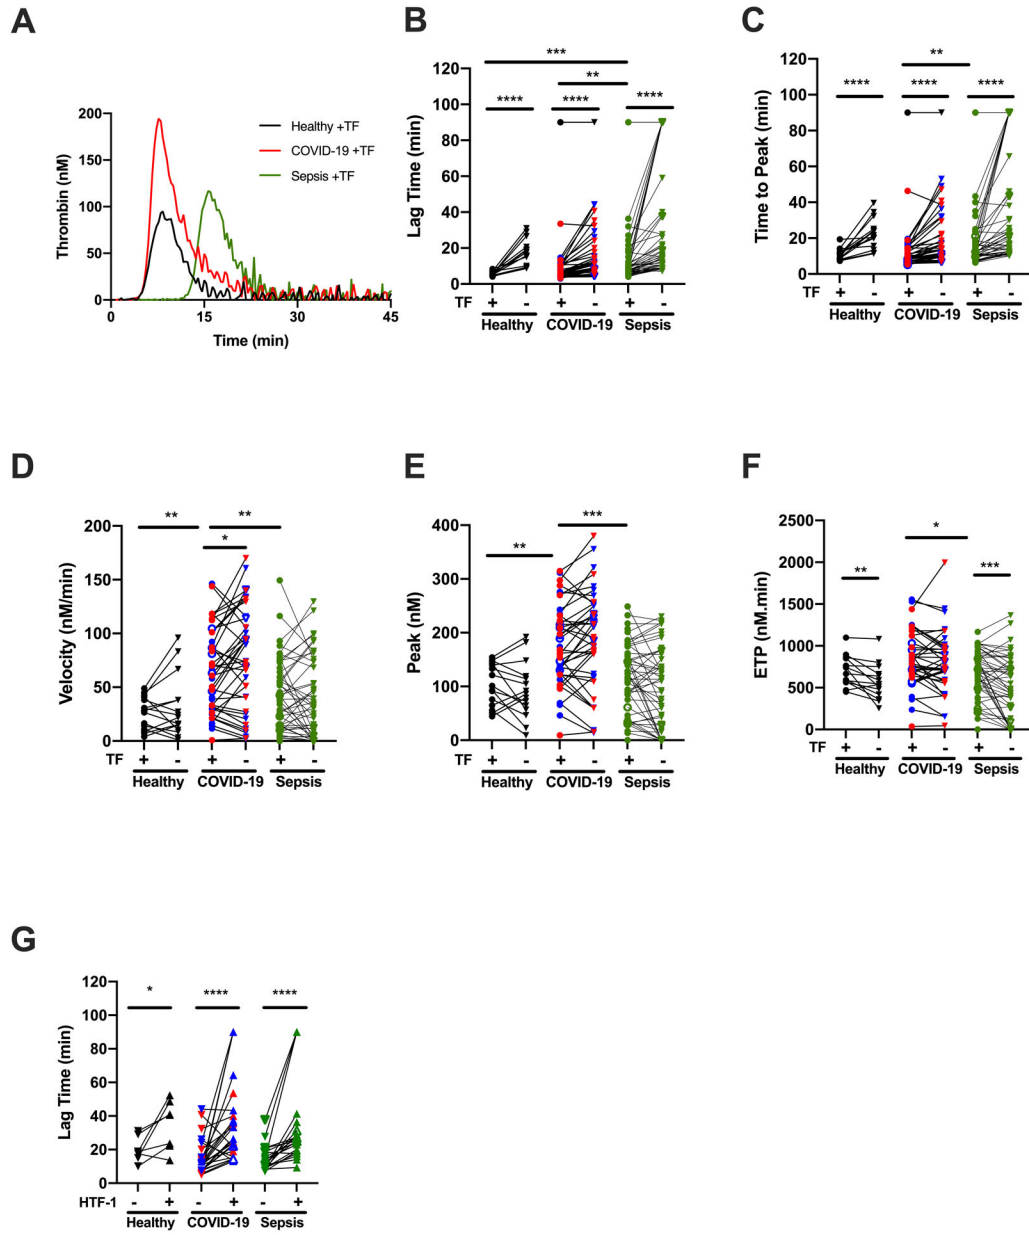 A
Thrombin (nM)
200
150
100
50
0
0 15 30 45
Time (min)
Healthy +TF
COVID-19 +TF
Sepsis +TF
B
Lag Time (min)
120
100
80
60
40
20
0
***
**
**** **** ****
TF + - + - + -
Healthy COVID-19 Sepsis
C
Time to Peak (min)
120
100
80
60
40
20
0
**
**** **** ****
TF + - + - + -
Healthy COVID-19 Sepsis
D
Velocity (nM/min)
200
150
100
50
0
** **
*
TF + - + - + -
Healthy COVID-19 Sepsis
E
Peak (nM)
400
300
200
100
0
***
**
TF + - + - + -
Healthy COVID-19 Sepsis
F
ETP (nM.min)
2500
2000
1500
1000
500
0
*
** ***
TF + - + - + -
Healthy COVID-19 Sepsis
G
Lag Time (min)
120
100
80
60
40
20
0
* **** ****
HTF-1 - + - + - +
Healthy COVID-19 Sepsis